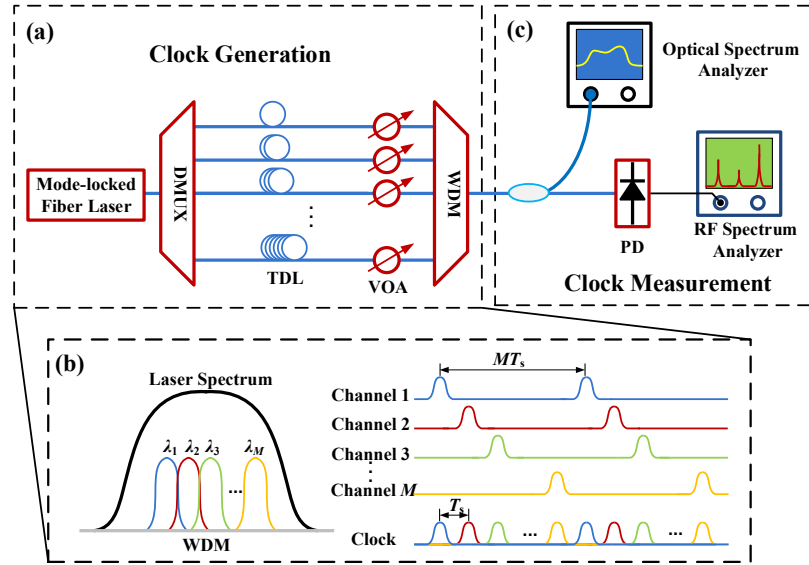 (a)
Clock Generation
Mode-locked
Fiber Laser
DMUX
TDL
VOA
WDM
(c)
Optical Spectrum
Analyzer
PD
RF Spectrum
Analyzer
Clock Measurement
(b)
Laser Spectrum
λ1 λ2 λ3 ... λM
WDM
MTs
Channel 1
Channel 2
Channel 3
Channel M
Ts
Clock ... ...